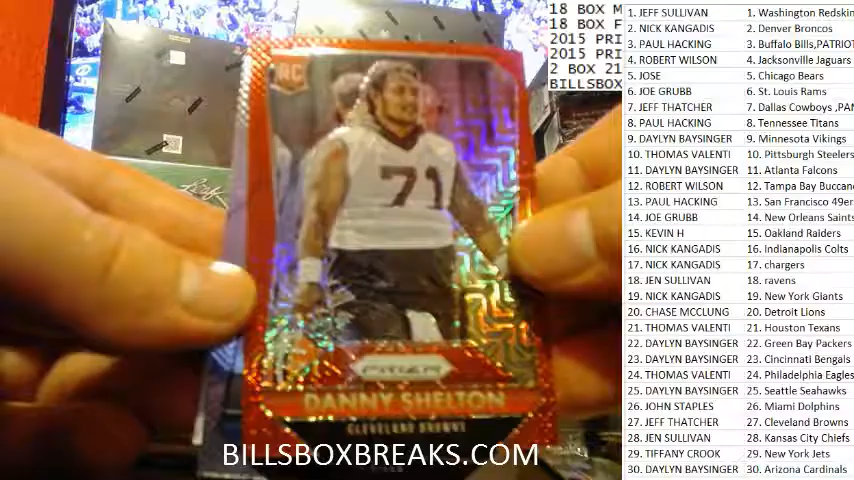 18 BOX M
18 BOX F
2015 PRI
2015 PRI
2 BOX 21
BILLSBOX
RC
71
PRIZM
DANNY SHELTON
CLEVELAND BROWNS
BILLSBOXBREAKS.COM
1. JEFF SULLIVAN 1. Washington Redskin
2. NICK KANGADIS 2. Denver Broncos
3. PAUL HACKING 3. Buffalo Bills,PATRIOT
4. ROBERT WILSON 4. Jacksonville Jaguars
5. JOSE 5. Chicago Bears
6. JOE GRUBB 6. St. Louis Rams
7. JEFF THATCHER 7. Dallas Cowboys ,PAN
8. PAUL HACKING 8. Tennessee Titans
9. DAYLYN BAYSINGER 9. Minnesota Vikings
10. THOMAS VALENTI 10. Pittsburgh Steelers
11. DAYLYN BAYSINGER 11. Atlanta Falcons
12. ROBERT WILSON 12. Tampa Bay Buccane
13. PAUL HACKING 13. San Francisco 49er
14. JOE GRUBB 14. New Orleans Saints
15. KEVIN H 15. Oakland Raiders
16. NICK KANGADIS 16. Indianapolis Colts
17. NICK KANGADIS 17. chargers
18. JEN SULLIVAN 18. ravens
19. NICK KANGADIS 19. New York Giants
20. CHASE MCCLUNG 20. Detroit Lions
21. THOMAS VALENTI 21. Houston Texans
22. DAYLYN BAYSINGER 22. Green Bay Packers
23. DAYLYN BAYSINGER 23. Cincinnati Bengals
24. THOMAS VALENTI 24. Philadelphia Eagles
25. DAYLYN BAYSINGER 25. Seattle Seahawks
26. JOHN STAPLES 26. Miami Dolphins
27. JEFF THATCHER 27. Cleveland Browns
28. JEN SULLIVAN 28. Kansas City Chiefs
29. TIFFANY CROOK 29. New York Jets
30. DAYLYN BAYSINGER 30. Arizona Cardinals